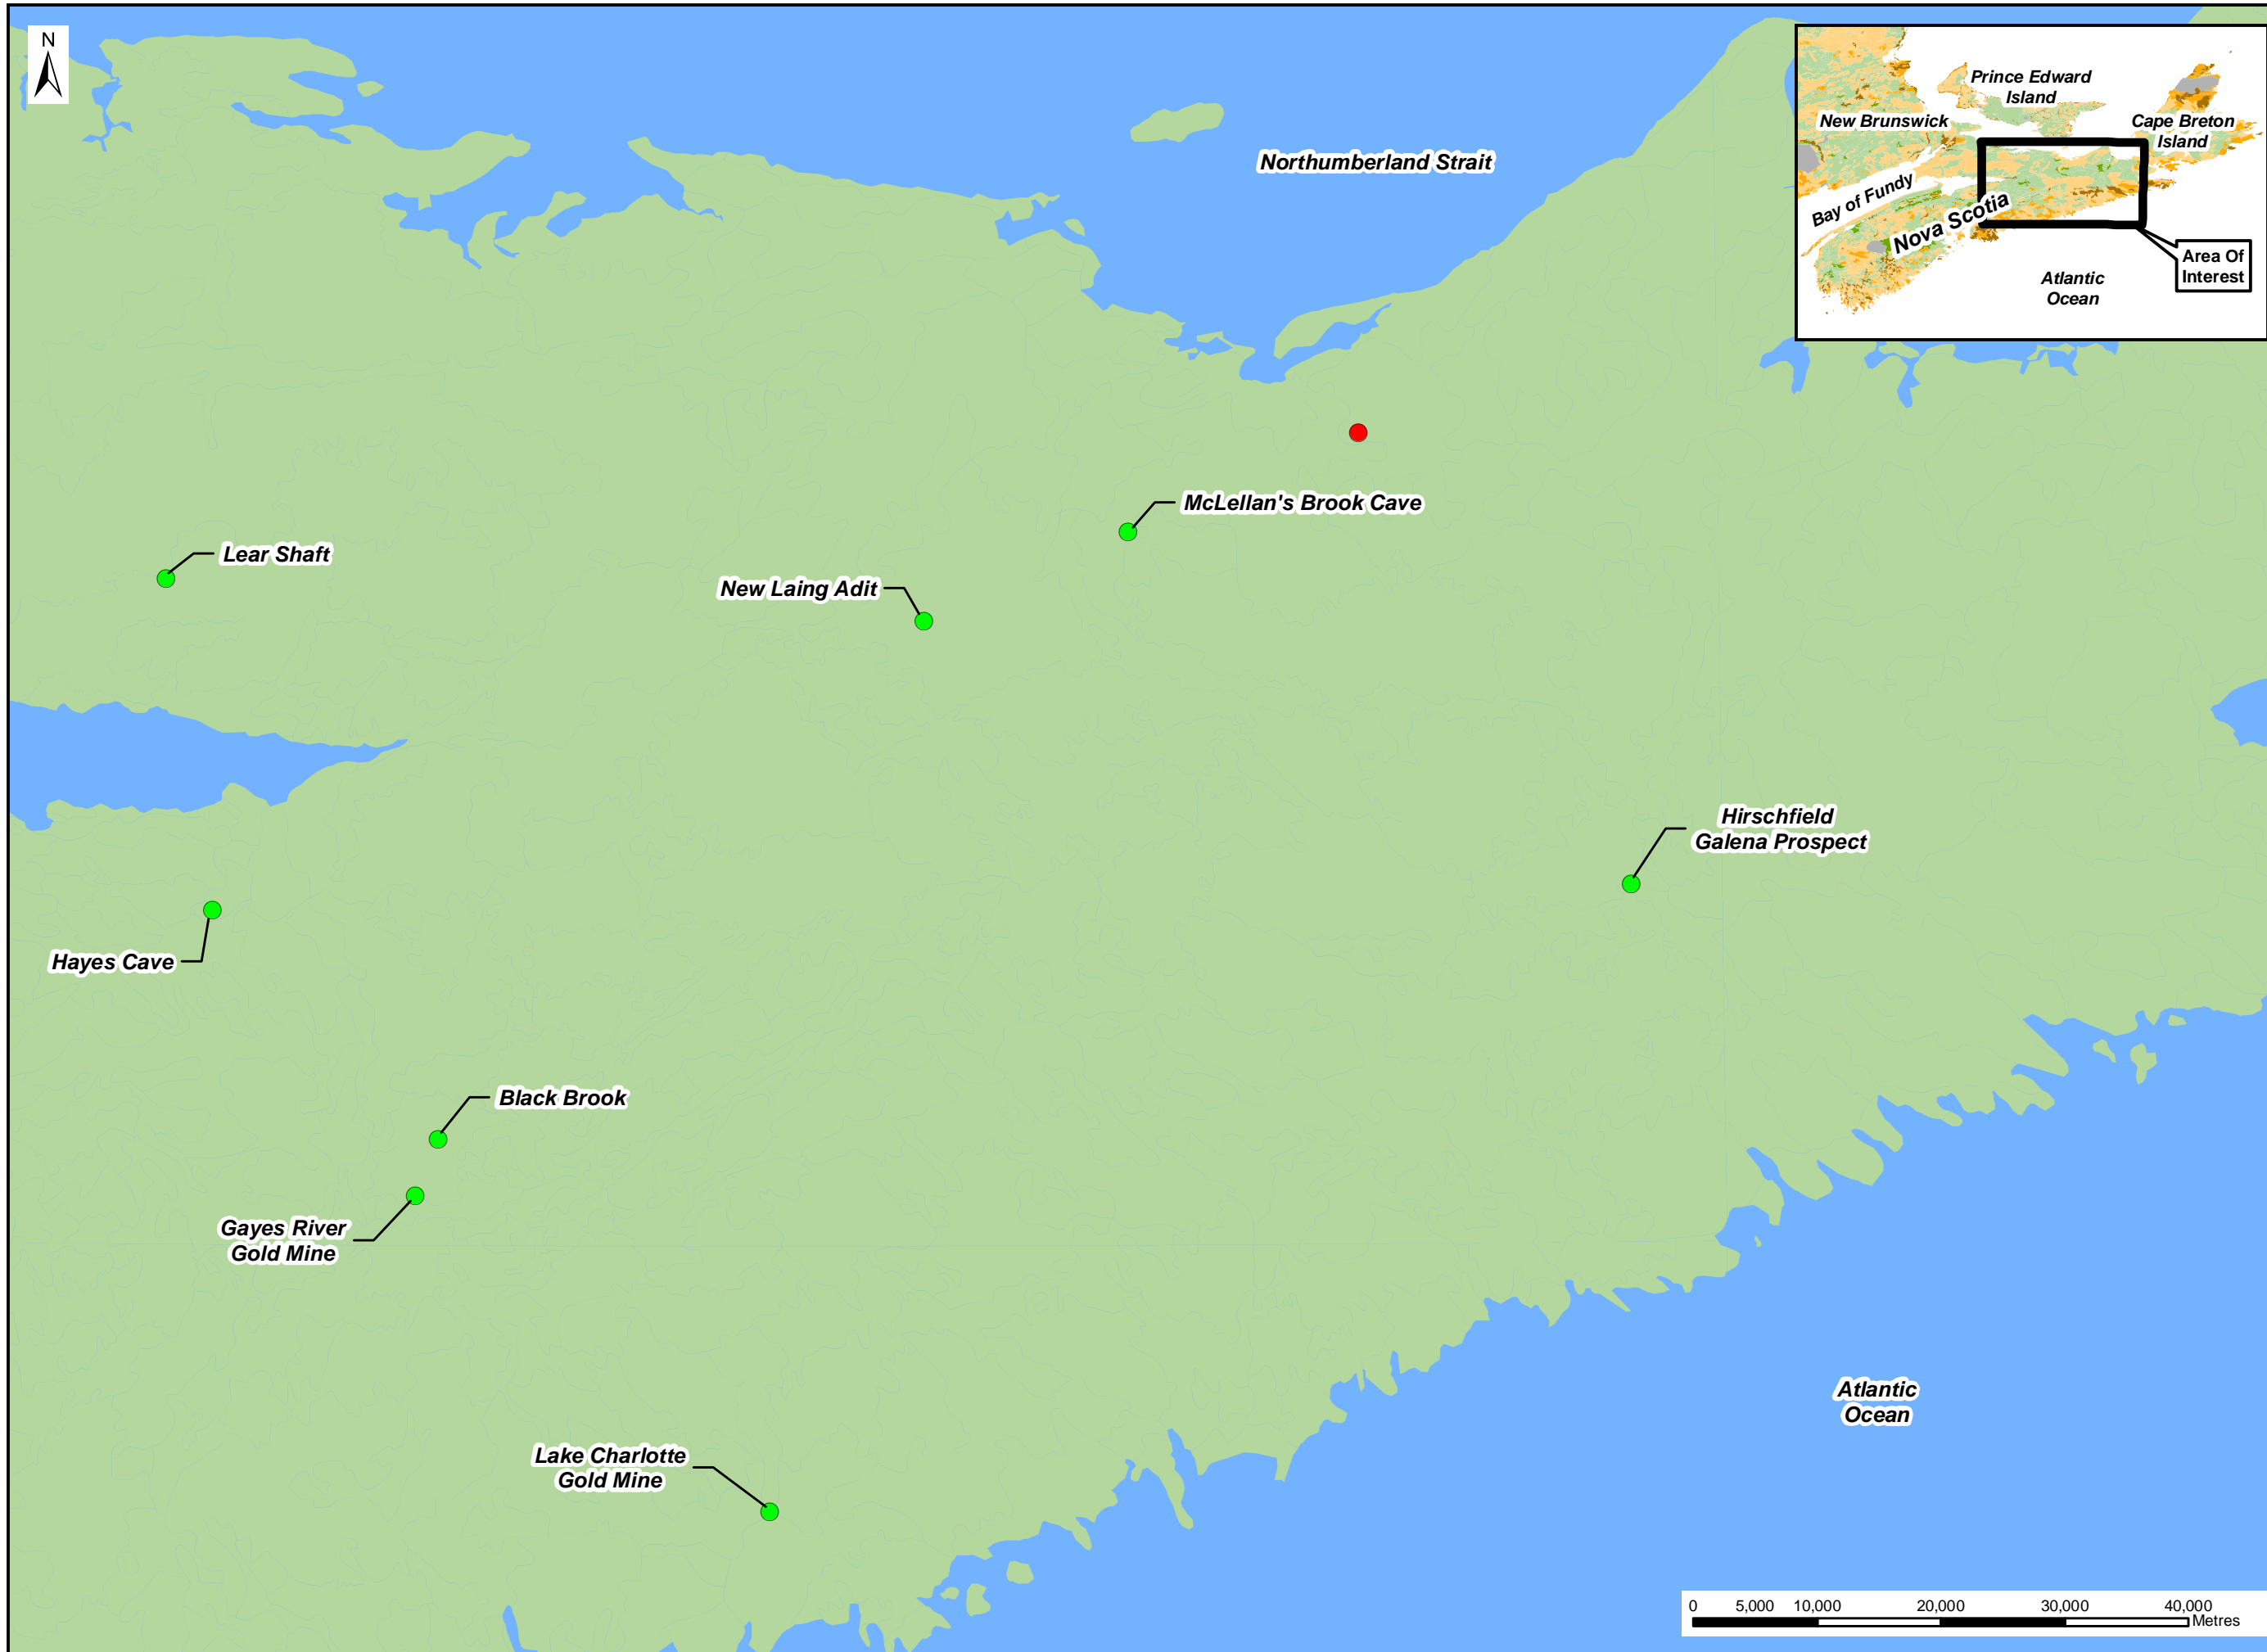 N
Prince Edward
Island
New Brunswick
Cape Breton
Island
Bay of Fundy
Nova Scotia
Area Of
Interest
Atlantic
Ocean
Northumberland Strait
McLellan's Brook Cave
Lear Shaft
New Laing Adit
Hirschfield
Galena Prospect
Hayes Cave
Black Brook
Gayes River
Gold Mine
Atlantic
Ocean
Lake Charlotte
Gold Mine
0 5,000 10,000 20,000 30,000 40,000
Metres